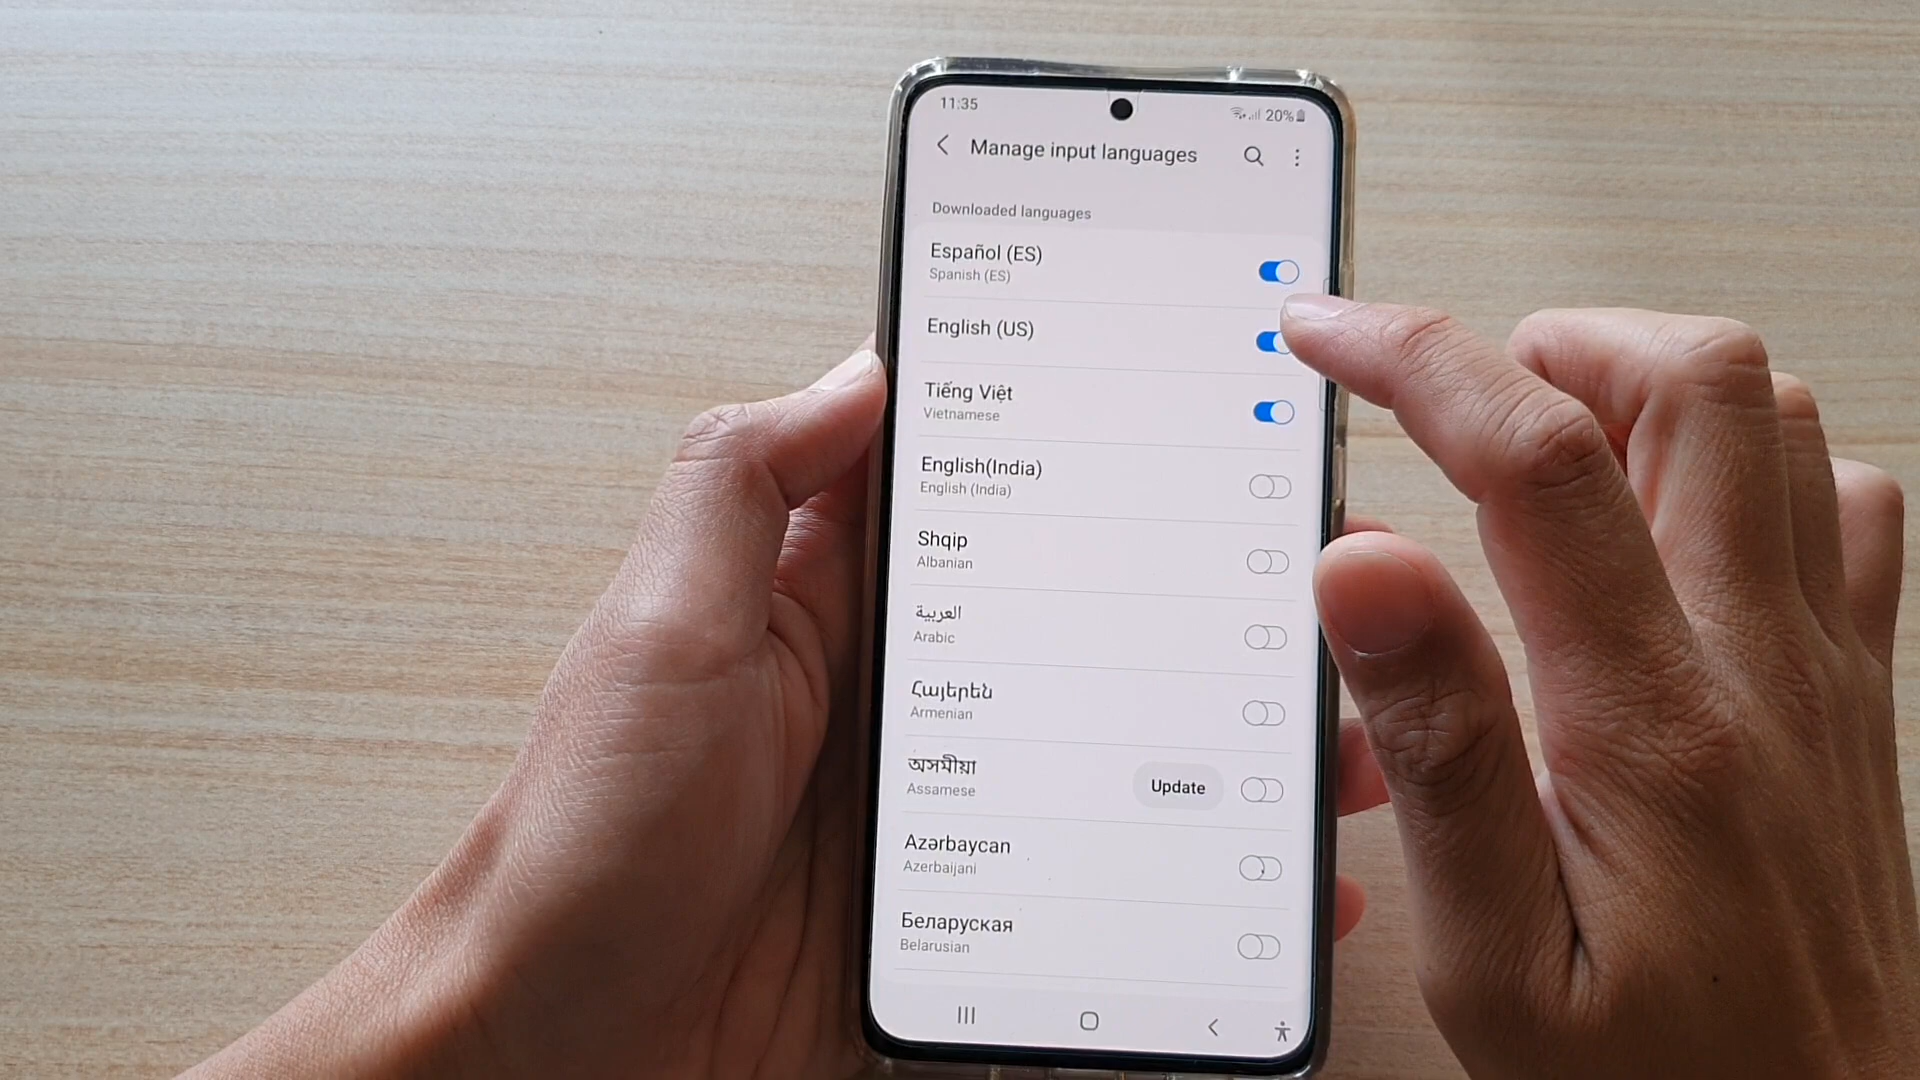 11:35
20%
Manage input languages
Downloaded languages
Español (ES)
Spanish (ES)
English (US)
Tiếng Việt
Vietnamese
English(India)
English (India)
Shqip
Albanian
العربية
Arabic
Հայերեն
Armenian
অসমীয়া
Assamese
Update
Azərbaycan
Azerbaijani
Беларуская
Belarusian